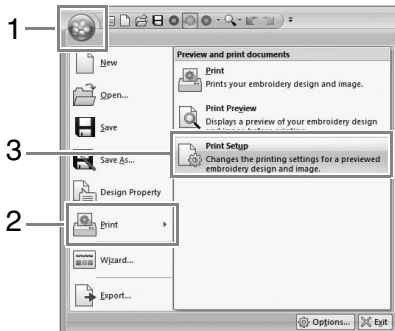 1
New
Open...
Save
3
Save As...
Design Property
2
Print
Wizard...
Export...
Preview and print documents
Print
Prints your embroidery design and image.
Print Preview
Displays a preview of your embroidery design
and image before printing.
Print Setup
Changes the printing settings for a previewed
embroidery design and image.
Options...
Exit